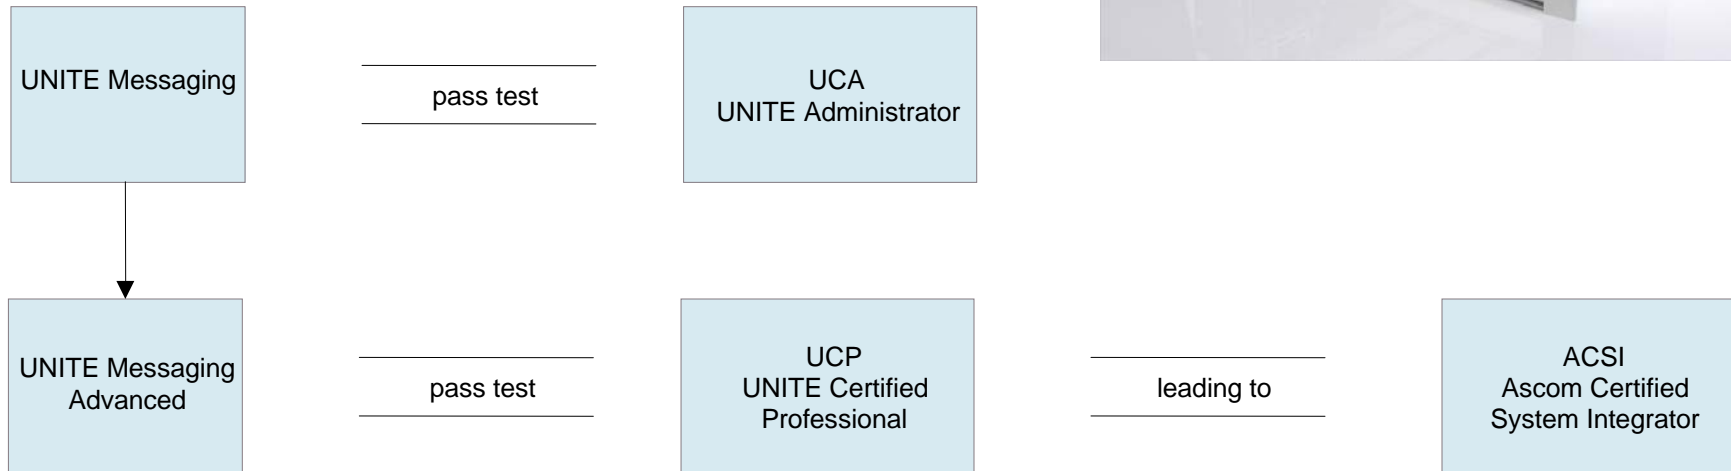 UNITE Messaging
pass test
UCA
UNITE Administrator
UNITE Messaging
Advanced
pass test
UCP
UNITE Certified
Professional
leading to
ACSI
Ascom Certified
System Integrator